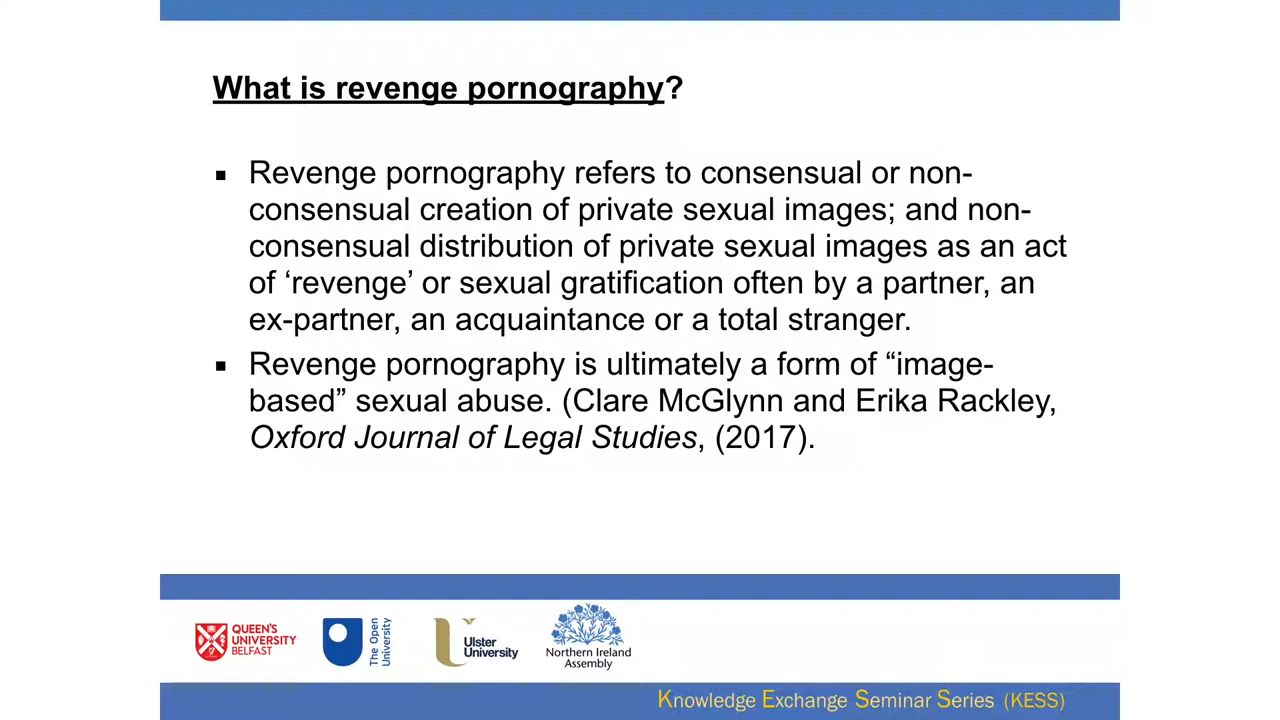 What is revenge pornography?
▪ Revenge pornography refers to consensual or non-
consensual creation of private sexual images; and non-
consensual distribution of private sexual images as an act
of ‘revenge’ or sexual gratification often by a partner, an
ex-partner, an acquaintance or a total stranger.
▪ Revenge pornography is ultimately a form of “image-
based” sexual abuse. (Clare McGlynn and Erika Rackley,
Oxford Journal of Legal Studies, (2017).
QUEEN'S
UNIVERSITY
BELFAST
The Open
University
Ulster
University
Northern Ireland
Assembly
Knowledge Exchange Seminar Series (KESS)